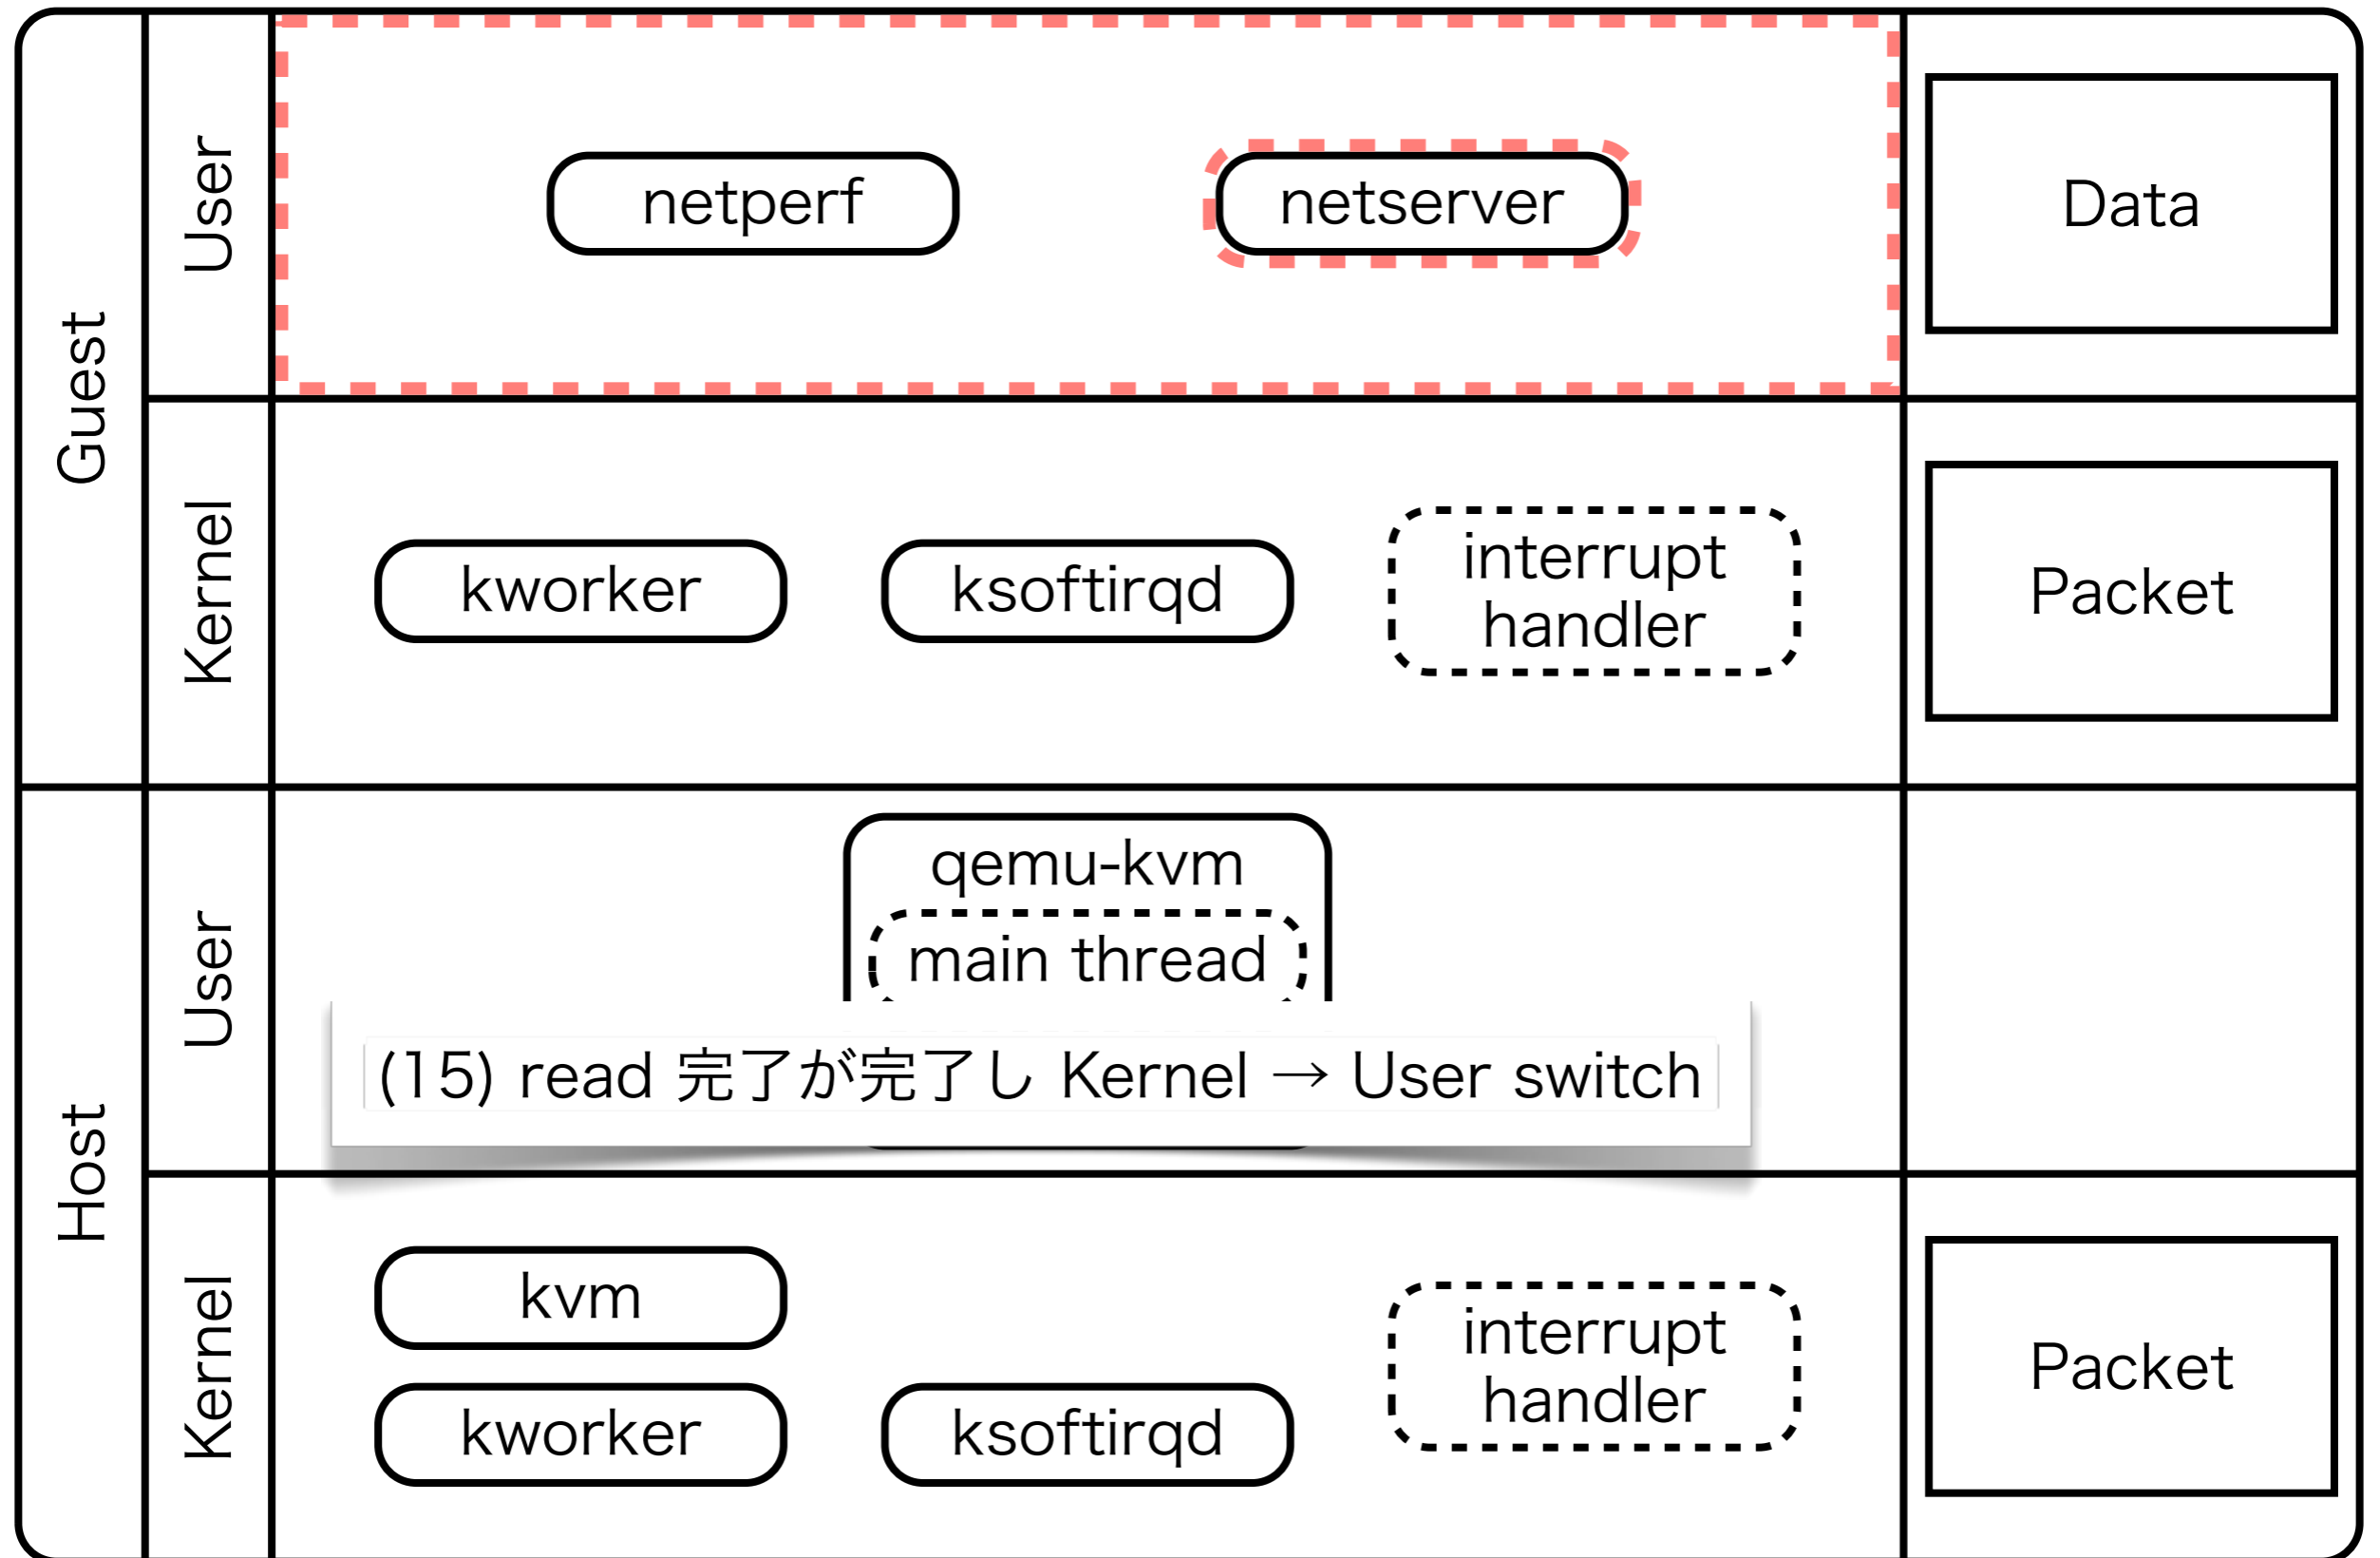 Guest
User
netperf
netserver
Data
Kernel
kworker
ksoftirqd
interrupt
handler
Packet
Host
User
qemu-kvm
main thread
(15) read 完了が完了し Kernel → User switch
Kernel
kvm
kworker
ksoftirqd
interrupt
handler
Packet